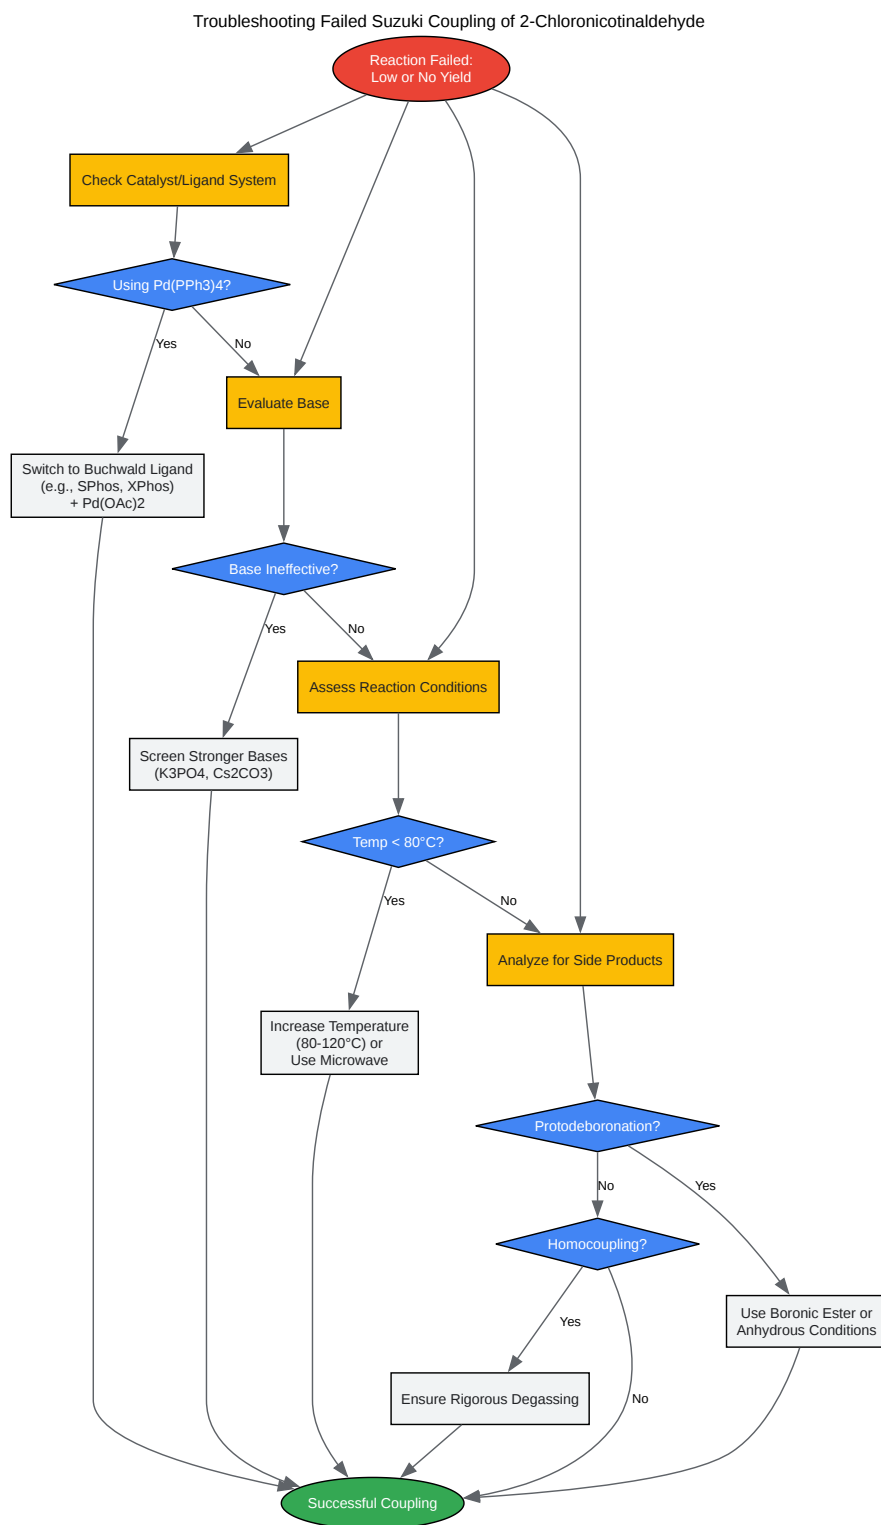 Troubleshooting Failed Suzuki Coupling of 2-Chloronicotinaldehyde
Reaction Failed:
Low or No Yield
Check Catalyst/Ligand System
Using Pd(PPh3)4?
Yes
No
Evaluate Base
Switch to Buchwald Ligand
(e.g., SPhos, XPhos)
+ Pd(OAc)2
Base Ineffective?
Yes
No
Assess Reaction Conditions
Screen Stronger Bases
(K3PO4, Cs2CO3)
Temp < 80°C?
Yes
No
Analyze for Side Products
Increase Temperature
(80-120°C) or
Use Microwave
Protodeboronation?
No
Yes
Homocoupling?
Use Boronic Ester or
Anhydrous Conditions
Yes
No
Ensure Rigorous Degassing
Successful Coupling